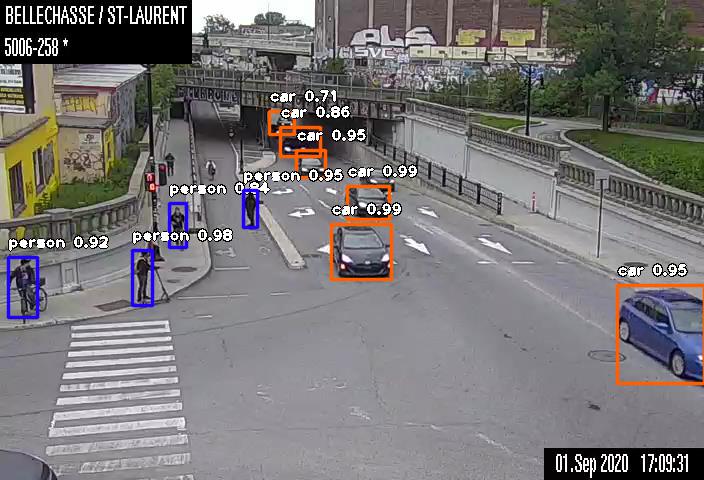 BELLECHASSE / ST-LAURENT
5006-258 *
car 0.71
car 0.86
car 0.95
person 0.95
car 0.99
person 0.84
car 0.99
person 0.92
person 0.98
car 0.95
01.Sep 2020 17:09:31